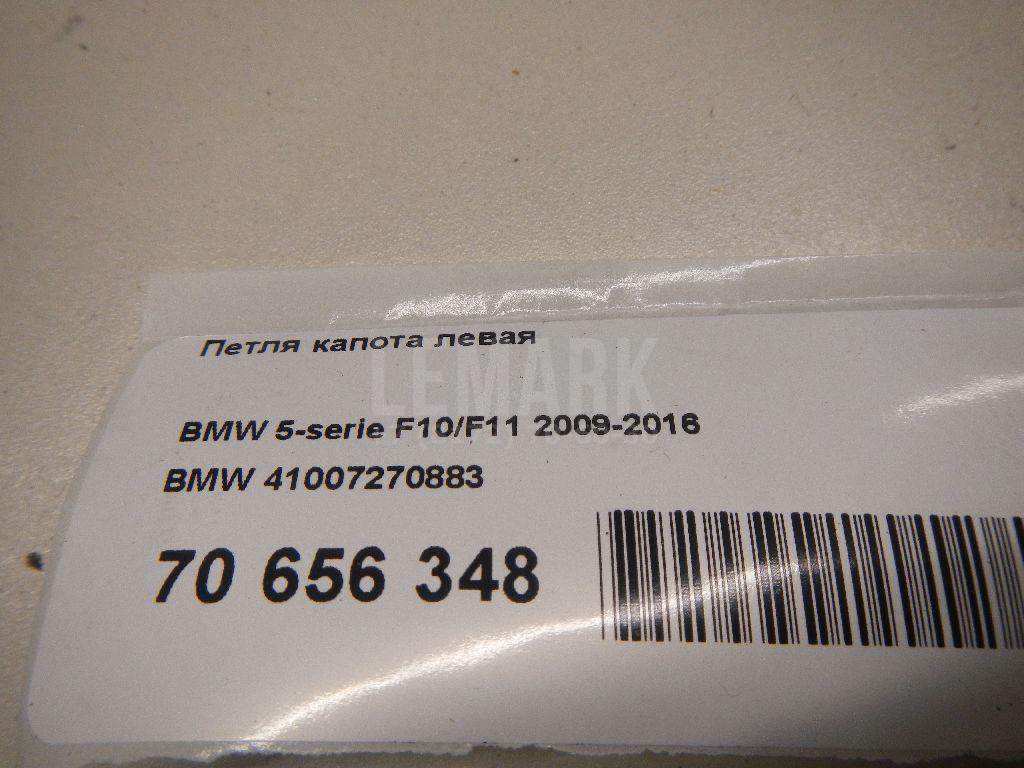 Петля капота левая
LEMARK
BMW 5-serie F10/F11 2009-2016
BMW 41007270883
70 656 348